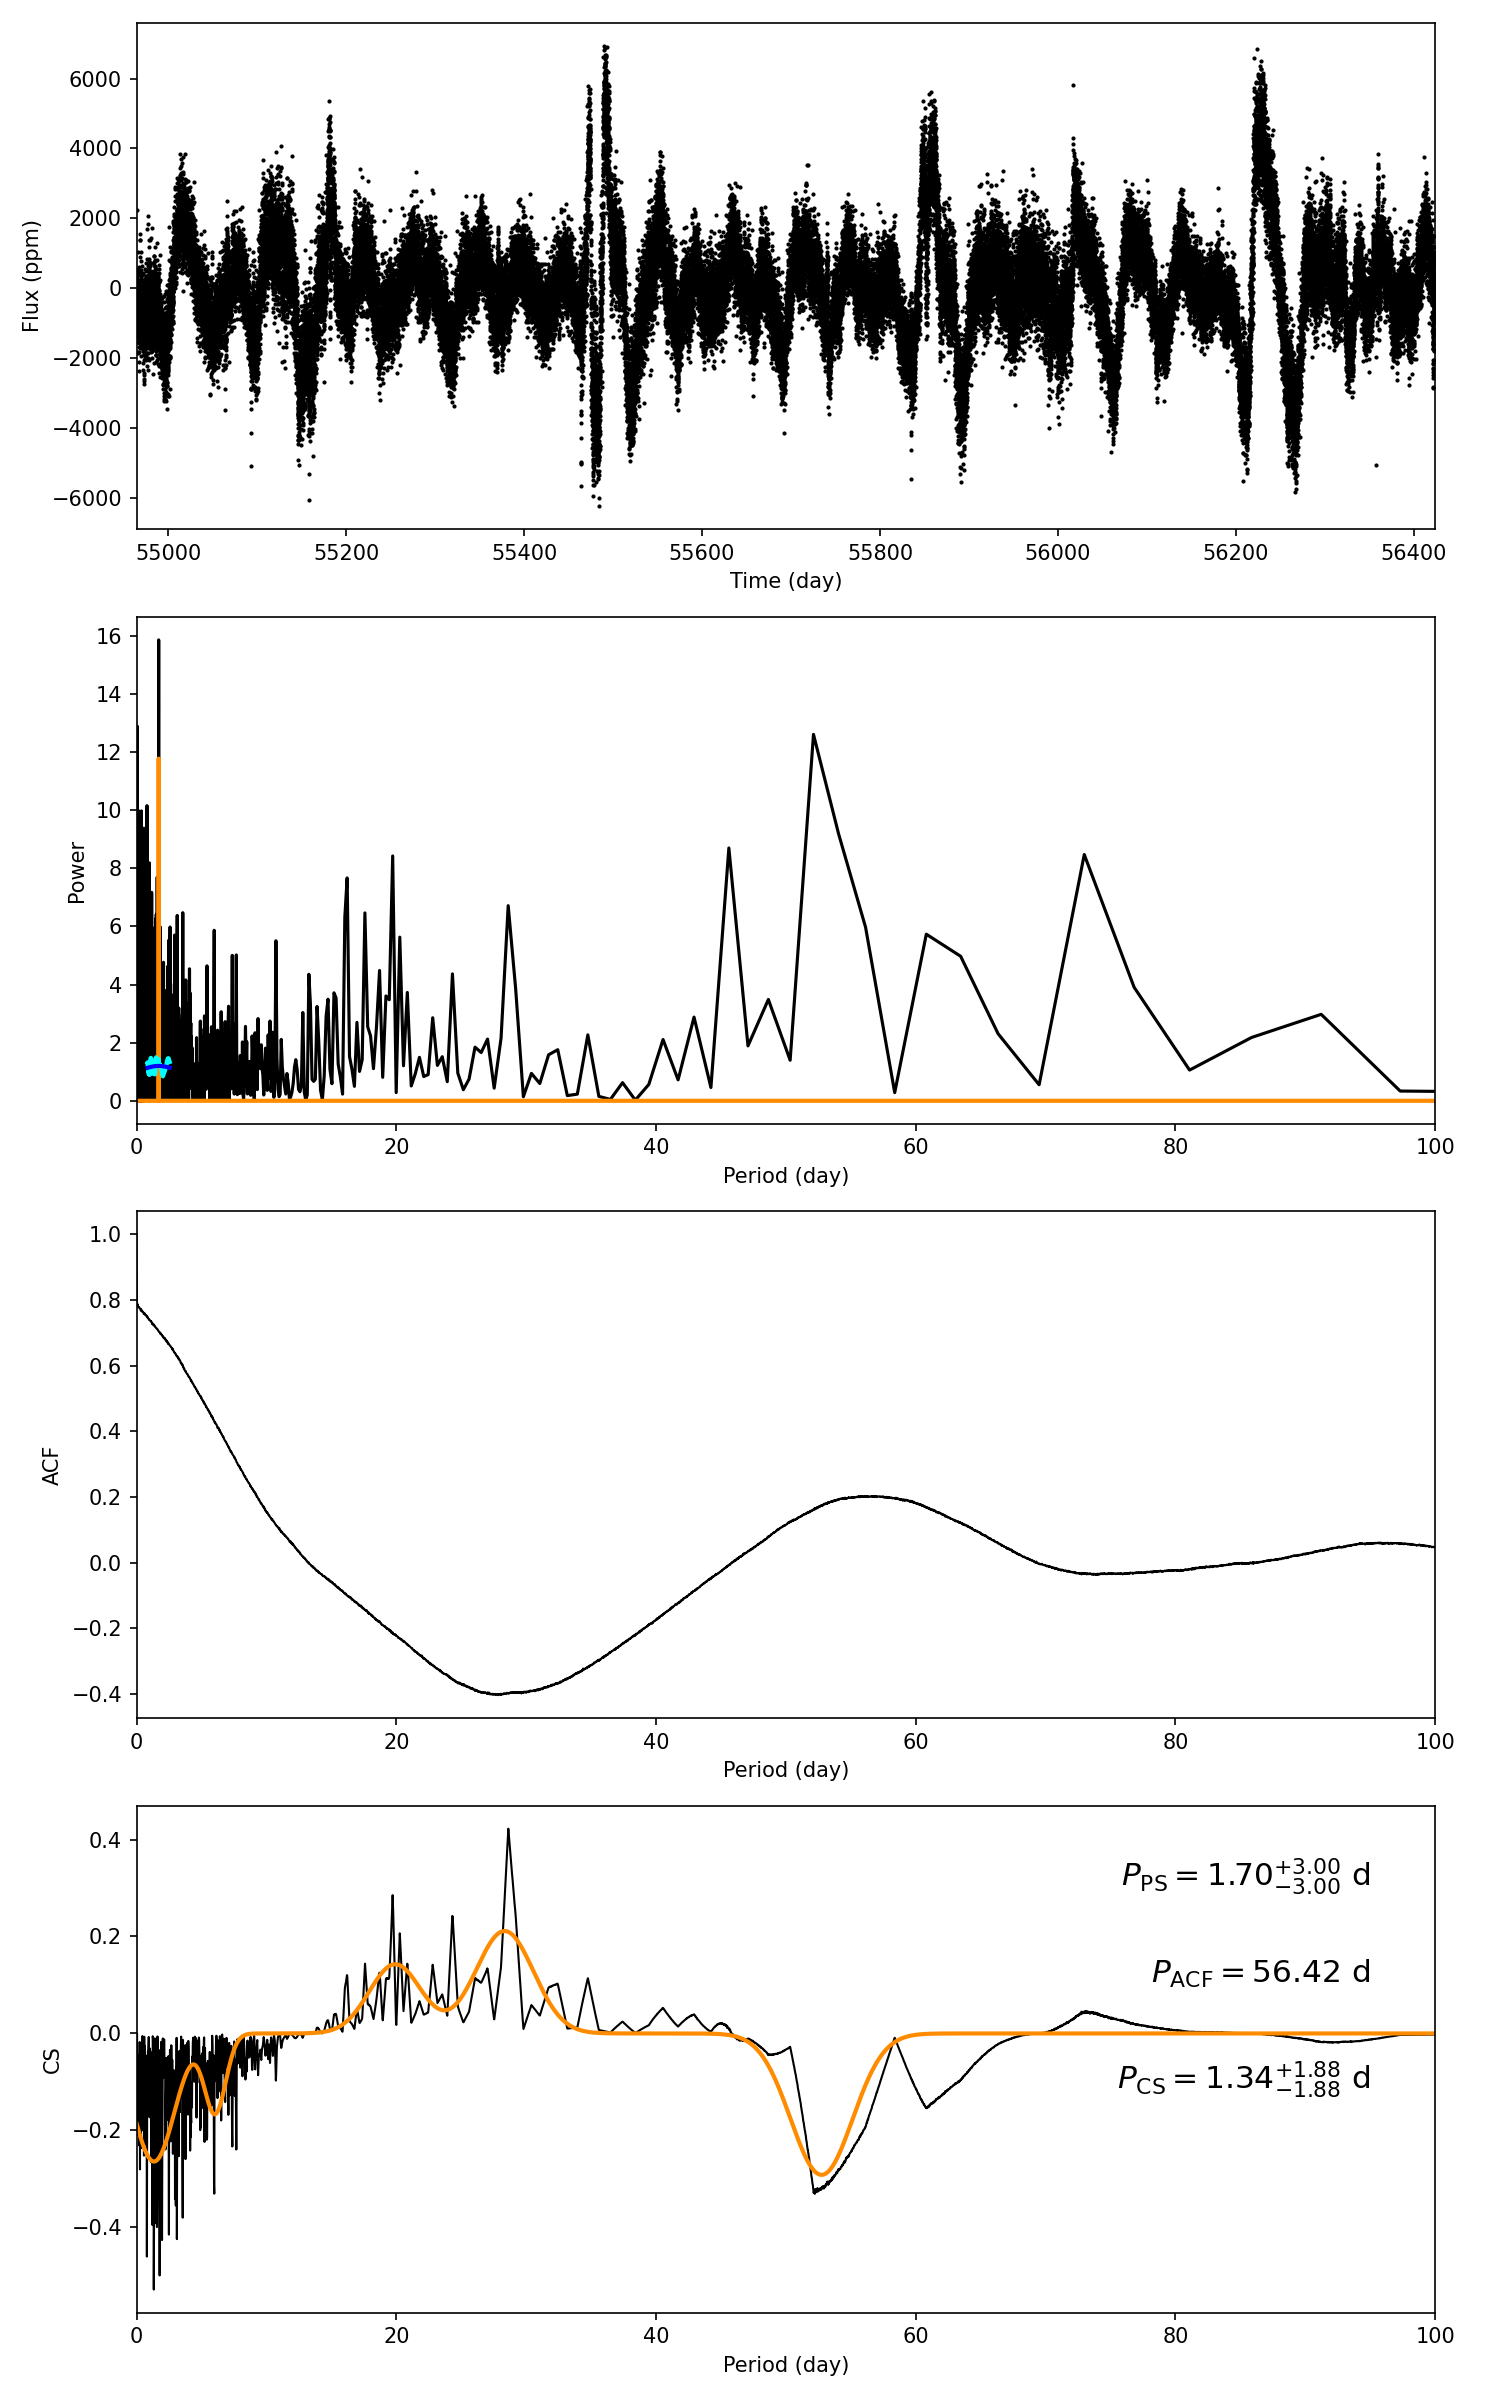 6000
4000
2000
0
−2000
−4000
−6000
Flux (ppm)
55000 55200 55400 55600 55800 56000 56200 56400
Time (day)
16
14
12
10
8
6
4
2
0
Power
0 20 40 60 80 100
Period (day)
1.0
0.8
0.6
0.4
0.2
0.0
−0.2
−0.4
ACF
0 20 40 60 80 100
Period (day)
0.4
0.2
0.0
−0.2
−0.4
CS
P_PS = 1.70^{+3.00}_{−3.00} d
P_ACF = 56.42 d
P_CS = 1.34^{+1.88}_{−1.88} d
0 20 40 60 80 100
Period (day)